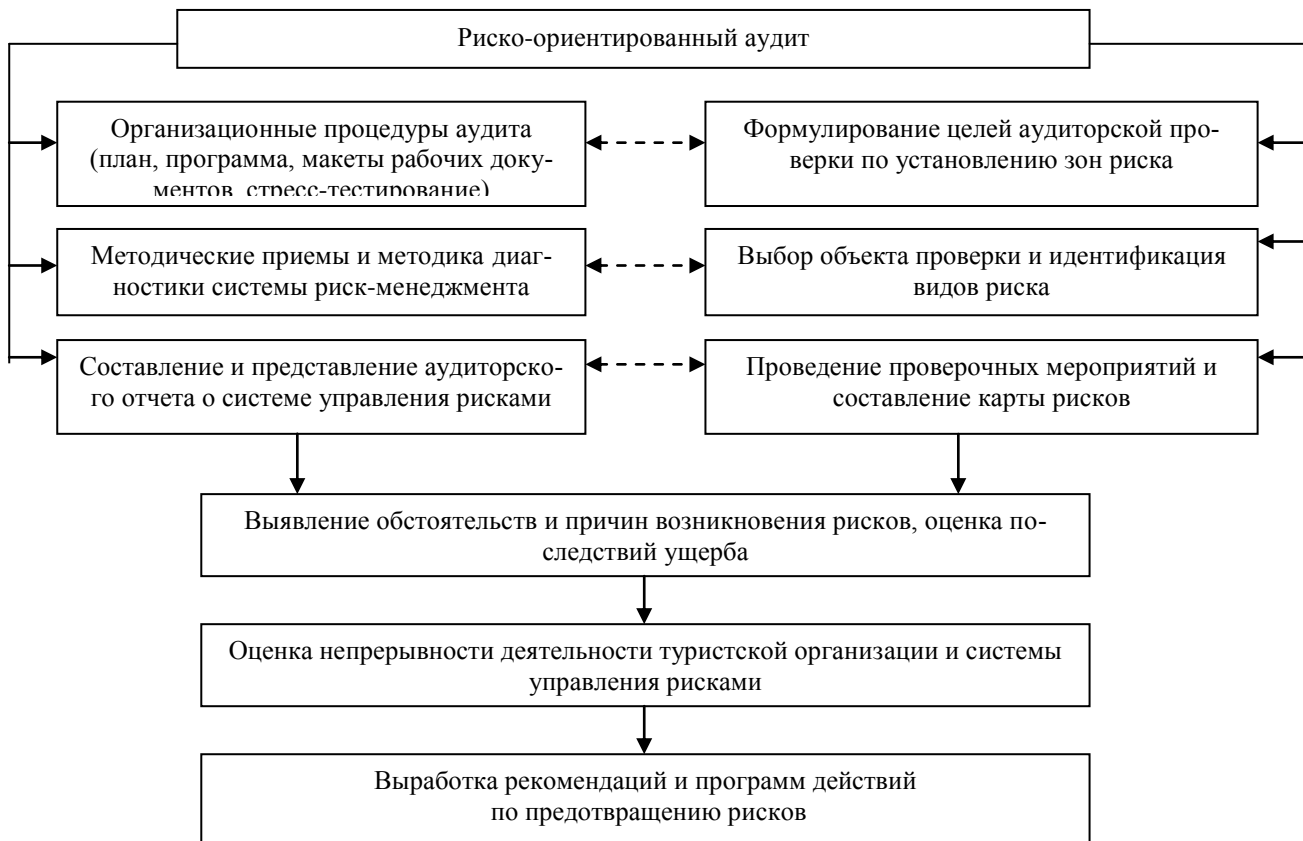 Риско-ориентированный аудит
Организационные процедуры аудита
(план, программа, макеты рабочих доку-
ментов, стресс-тестирование)
Формулирование целей аудиторской про-
верки по установлению зон риска
Методические приемы и методика диаг-
ностики системы риск-менеджмента
Выбор объекта проверки и идентификация
видов риска
Составление и представление аудиторско-
го отчета о системе управления рисками
Проведение проверочных мероприятий и
составление карты рисков
Выявление обстоятельств и причин возникновения рисков, оценка по-
следствий ущерба
Оценка непрерывности деятельности туристской организации и системы
управления рисками
Выработка рекомендаций и программ действий
по предотвращению рисков